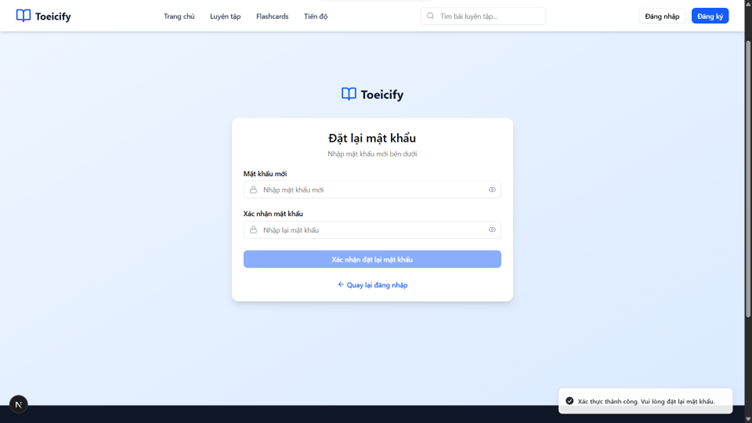 Toeicify
Trang chủ Luyện tập Flashcards Tiến độ
Tìm bài luyện tập...
Đăng nhập Đăng ký
Toeicify
Đặt lại mật khẩu
Nhập mật khẩu mới bên dưới
Mật khẩu mới
Nhập mật khẩu mới
Xác nhận mật khẩu
Nhập lại mật khẩu
Xác nhận đặt lại mật khẩu
← Quay lại đăng nhập
N
Xác thực thành công. Vui lòng đặt lại mật khẩu.